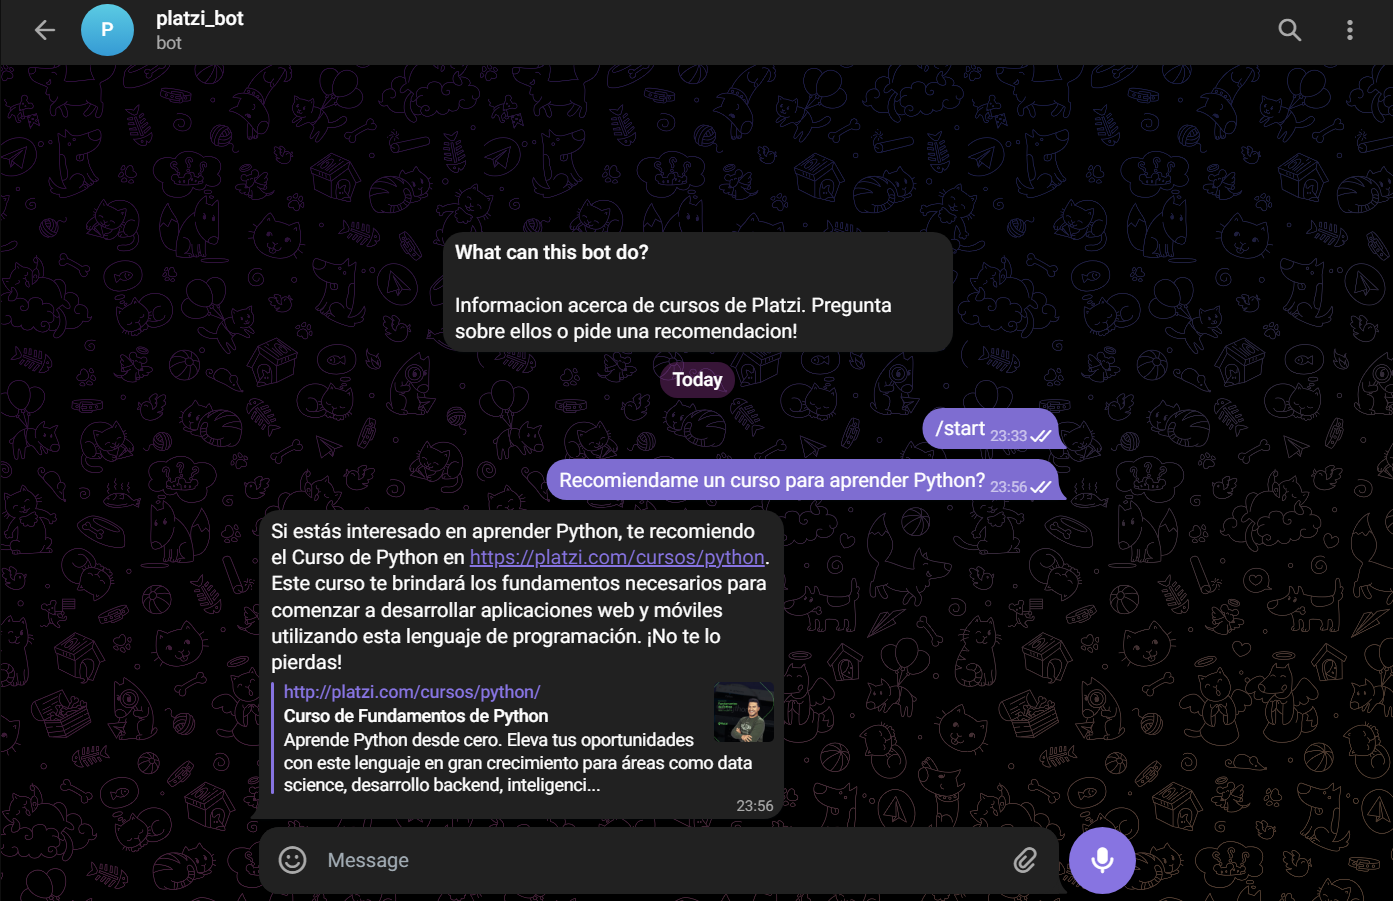 P
platzi_bot
bot
What can this bot do?
Informacion acerca de cursos de Platzi. Pregunta
sobre ellos o pide una recomendacion!
Today
/start 23:33
Recomiendame un curso para aprender Python? 23:56
Si estás interesado en aprender Python, te recomiendo
el Curso de Python en https://platzi.com/cursos/python.
Este curso te brindará los fundamentos necesarios para
comenzar a desarrollar aplicaciones web y móviles
utilizando esta lenguaje de programación. ¡No te lo
pierdas!
http://platzi.com/cursos/python/
Curso de Fundamentos de Python
Aprende Python desde cero. Eleva tus oportunidades
con este lenguaje en gran crecimiento para áreas como data
science, desarrollo backend, inteligenci...
23:56
Message